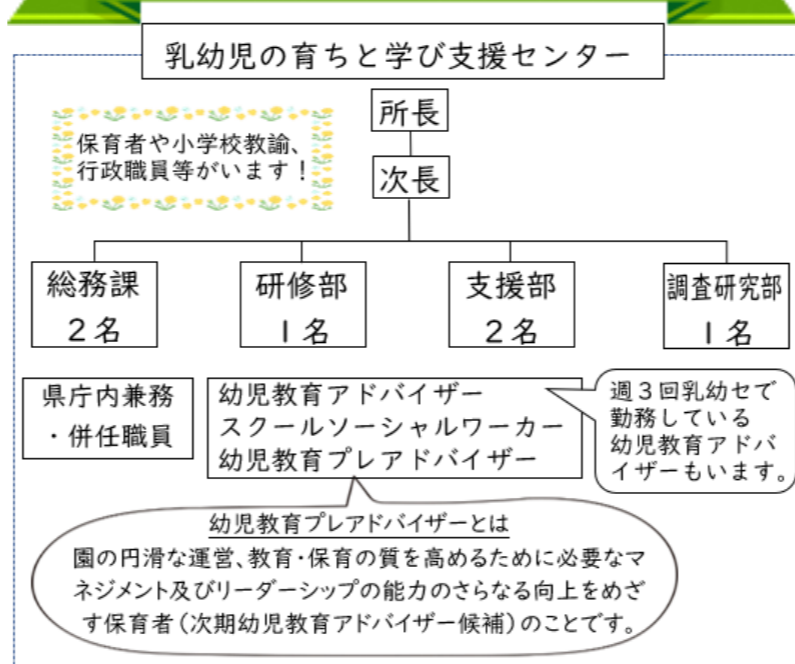 乳幼児の育ちと学び支援センター
所長
保育者や小学校教諭、
行政職員等がいます！
次長
総務課
２名
研修部
１名
支援部
２名
調査研究部
１名
県庁内兼務
・併任職員
幼児教育アドバイザー
スクールソーシャルワーカー
幼児教育プレアドバイザー
週３回乳幼セで
勤務している
幼児教育アドバ
イザーもいます。
幼児教育プレアドバイザーとは
園の円滑な運営、教育・保育の質を高めるために必要なマ
ネジメント及びリーダーシップの能力のさらなる向上をめざ
す保育者（次期幼児教育アドバイザー候補）のことです。